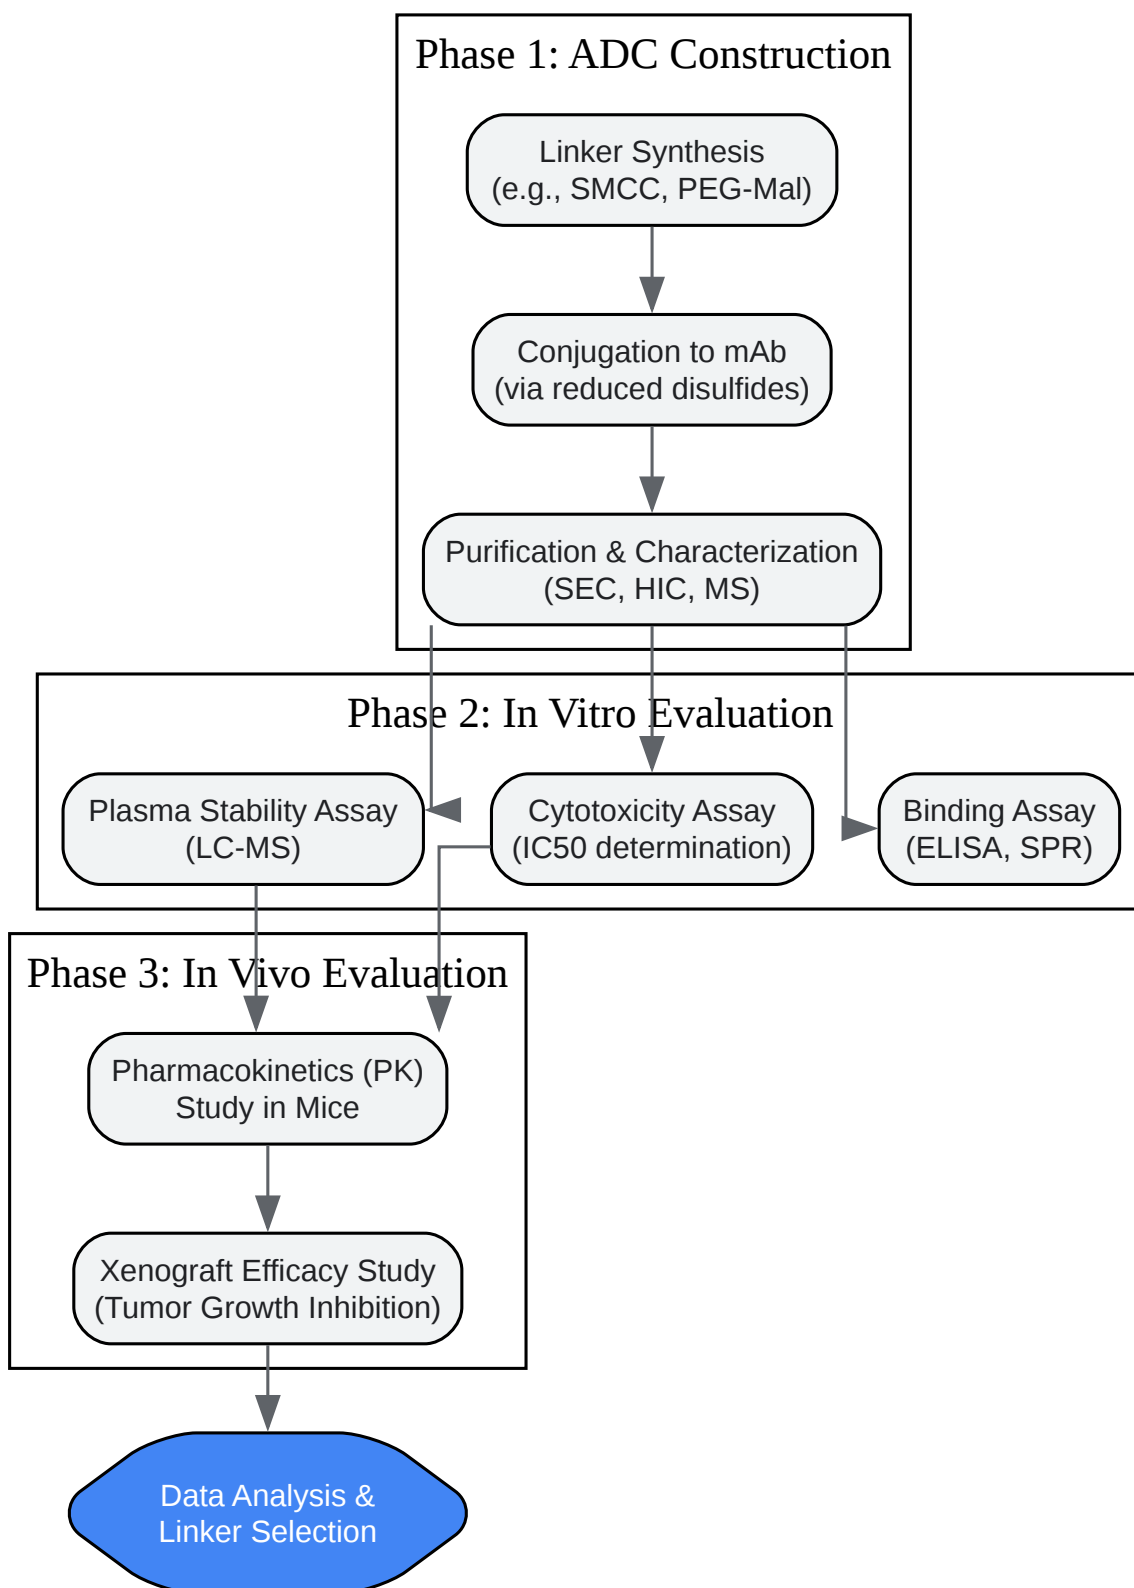 Phase 1: ADC Construction
Linker Synthesis
(e.g., SMCC, PEG-Mal)
Conjugation to mAb
(via reduced disulfides)
Purification & Characterization
(SEC, HIC, MS)
Phase 2: In Vitro Evaluation
Plasma Stability Assay
(LC-MS)
Cytotoxicity Assay
(IC50 determination)
Binding Assay
(ELISA, SPR)
Phase 3: In Vivo Evaluation
Pharmacokinetics (PK)
Study in Mice
Xenograft Efficacy Study
(Tumor Growth Inhibition)
Data Analysis &
Linker Selection